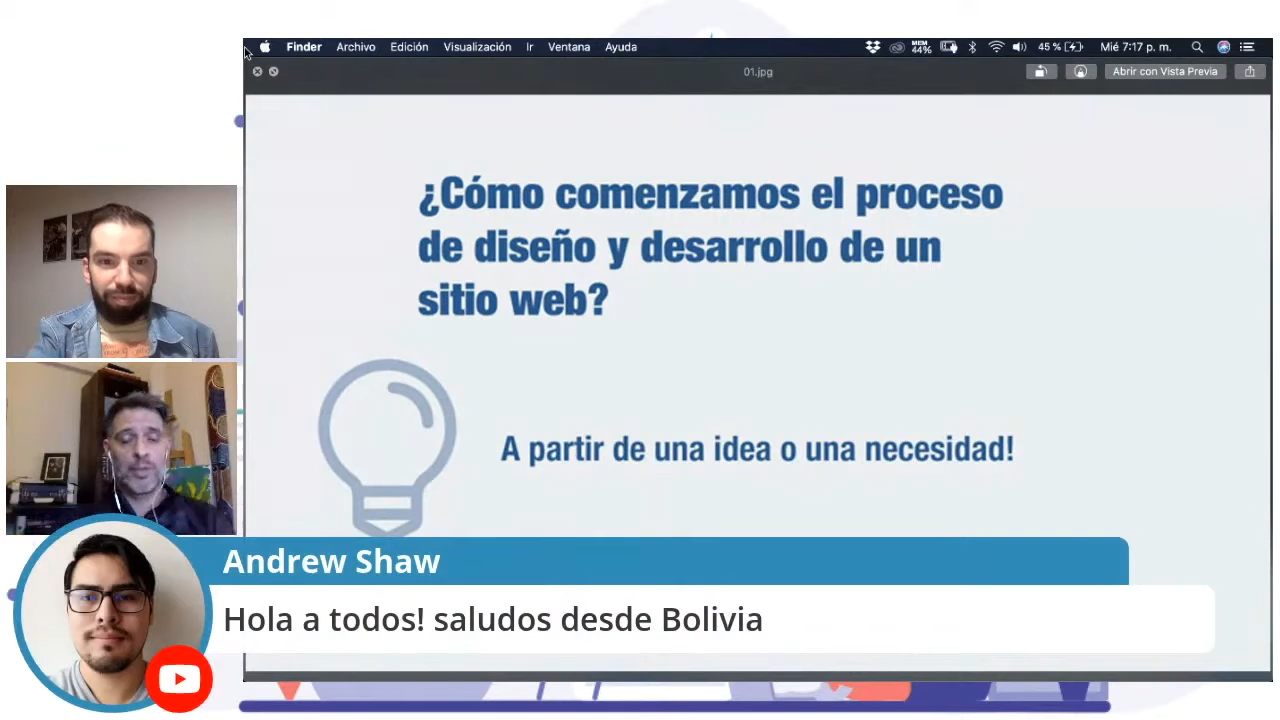 Finder Archivo Edición Visualización Ir Ventana Ayuda MEM 44% 45 % Mié 7:17 p. m.
01.jpg Abrir con Vista Previa
¿Cómo comenzamos el proceso
de diseño y desarrollo de un
sitio web?
A partir de una idea o una necesidad!
Andrew Shaw
Hola a todos! saludos desde Bolivia